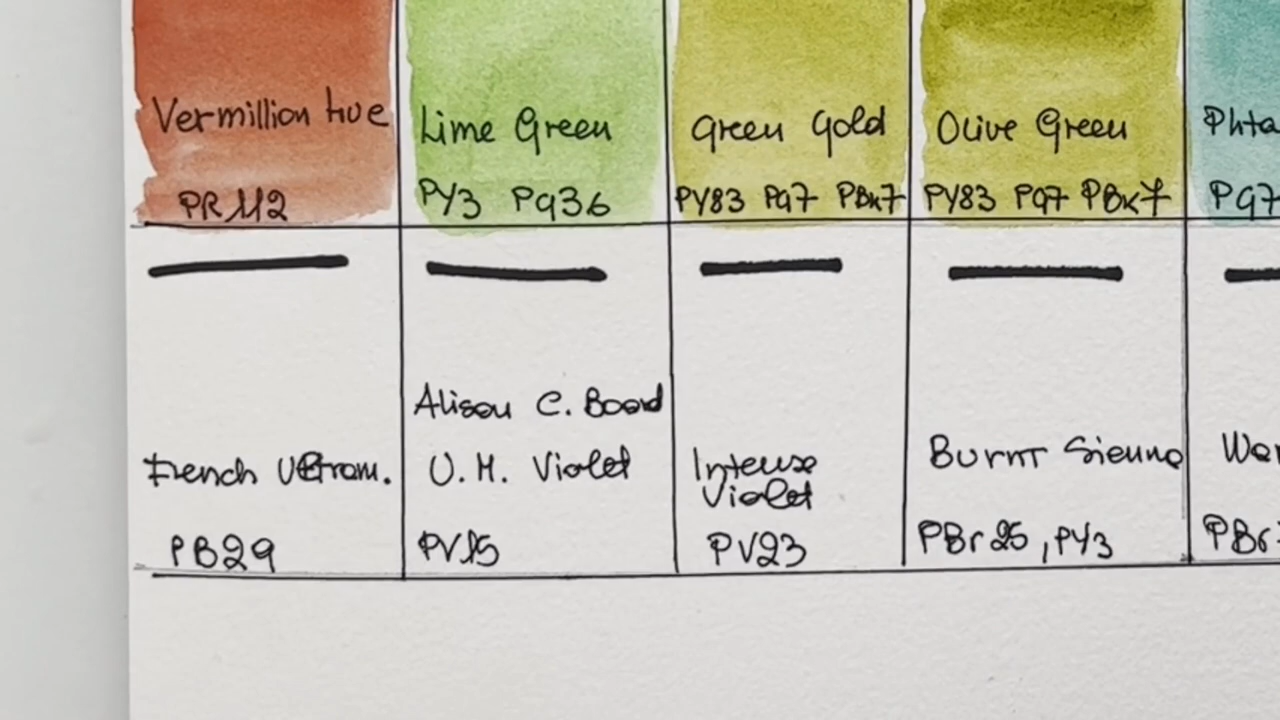 Vermillion hue
PR112
Lime Green
PY3 PG36
Green Gold
PY83 PG7 PBk7
Olive Green
PY83 PG7 PBk7
PG7
French Ultram.
PB29
Alison C. Board
U.M. Violet
PV15
Intense
Violet
PV23
Burnt Sienna
PBr25, PY3